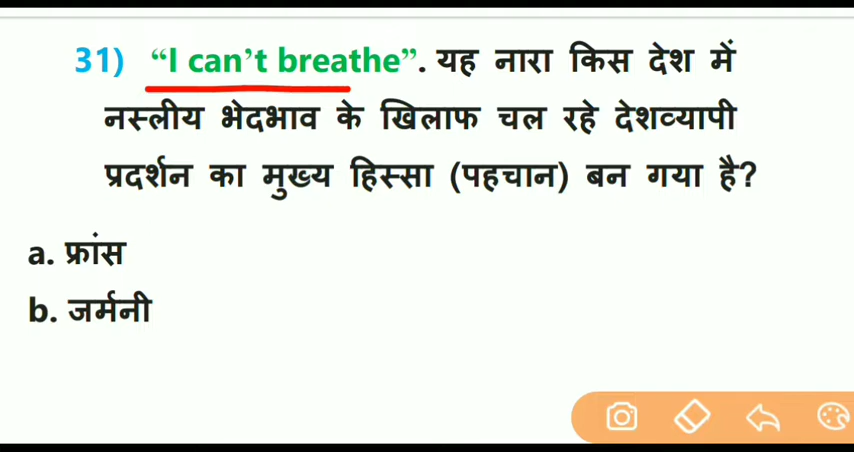 31) “I can’t breathe”. यह नारा किस देश में
नस्लीय भेदभाव के खिलाफ चल रहे देशव्यापी
प्रदर्शन का मुख्य हिस्सा (पहचान) बन गया है?
a. फ्रांस
b. जर्मनी